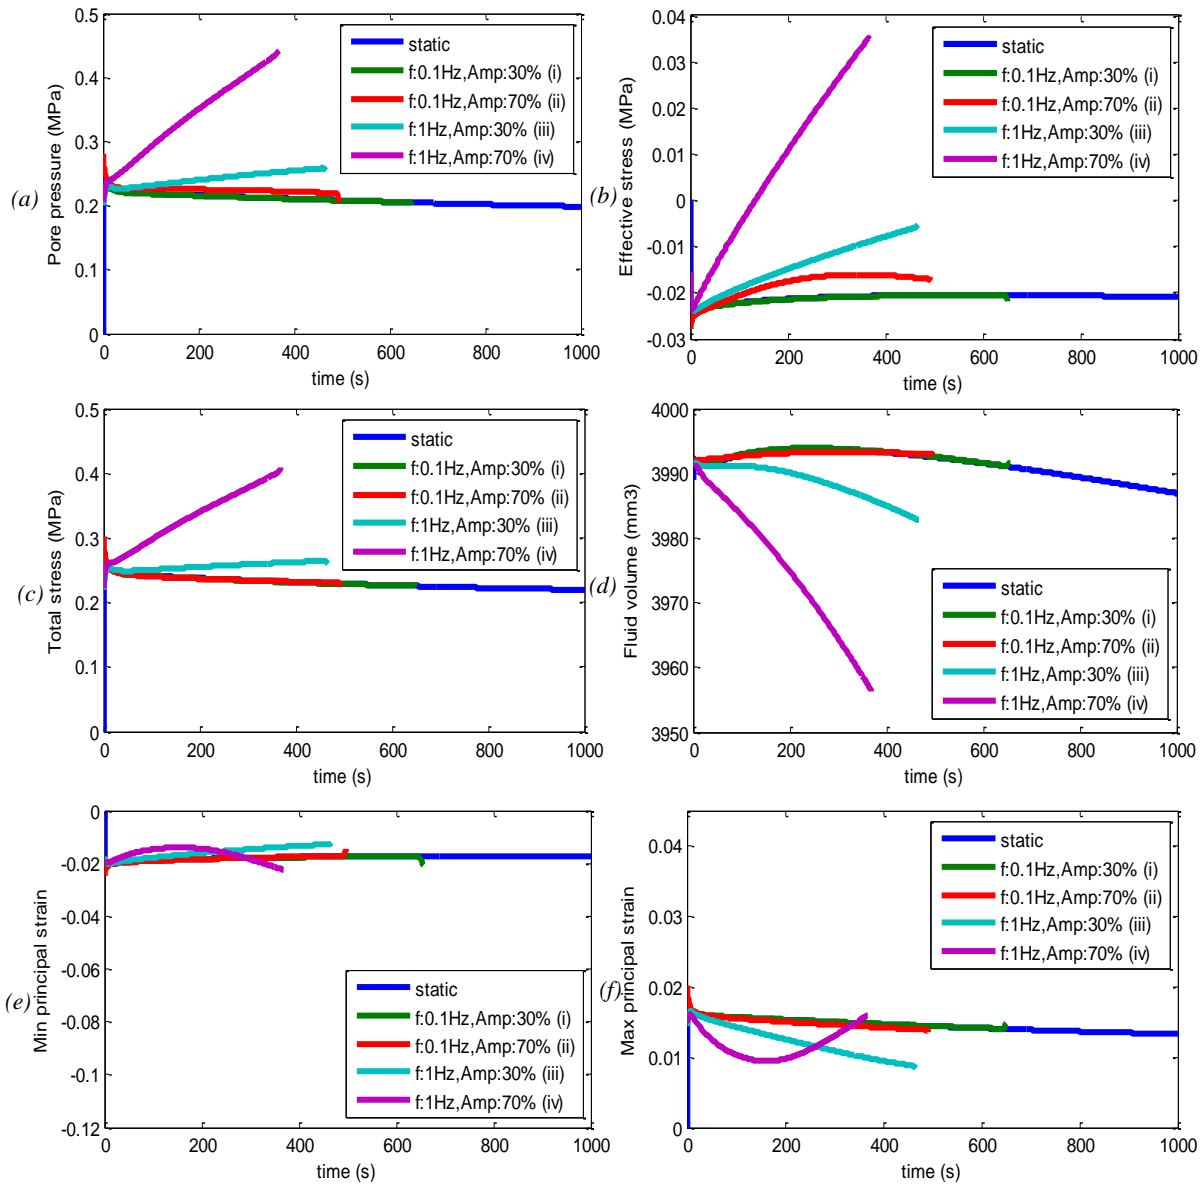 (a)
Pore pressure (MPa)
0.5
0.4
0.3
0.2
0.1
0
0 200 400 600 800 1000
time (s)
static
f:0.1Hz,Amp:30% (i)
f:0.1Hz,Amp:70% (ii)
f:1Hz,Amp:30% (iii)
f:1Hz,Amp:70% (iv)
(b)
Effective stress (MPa)
0.04
0.03
0.02
0.01
0
-0.01
-0.02
-0.03
0 200 400 600 800 1000
time (s)
static
f:0.1Hz,Amp:30% (i)
f:0.1Hz,Amp:70% (ii)
f:1Hz,Amp:30% (iii)
f:1Hz,Amp:70% (iv)
(c)
Total stress (MPa)
0.5
0.4
0.3
0.2
0.1
0
0 200 400 600 800 1000
time (s)
static
f:0.1Hz,Amp:30% (i)
f:0.1Hz,Amp:70% (ii)
f:1Hz,Amp:30% (iii)
f:1Hz,Amp:70% (iv)
(d)
Fluid volume (mm3)
4000
3990
3980
3970
3960
3950
0 200 400 600 800 1000
time (s)
static
f:0.1Hz,Amp:30% (i)
f:0.1Hz,Amp:70% (ii)
f:1Hz,Amp:30% (iii)
f:1Hz,Amp:70% (iv)
(e)
Min principal strain
0
-0.02
-0.04
-0.06
-0.08
-0.1
-0.12
0 200 400 600 800 1000
time (s)
static
f:0.1Hz,Amp:30% (i)
f:0.1Hz,Amp:70% (ii)
f:1Hz,Amp:30% (iii)
f:1Hz,Amp:70% (iv)
(f)
Max principal strain
0.04
0.03
0.02
0.01
0
0 200 400 600 800 1000
time (s)
static
f:0.1Hz,Amp:30% (i)
f:0.1Hz,Amp:70% (ii)
f:1Hz,Amp:30% (iii)
f:1Hz,Amp:70% (iv)